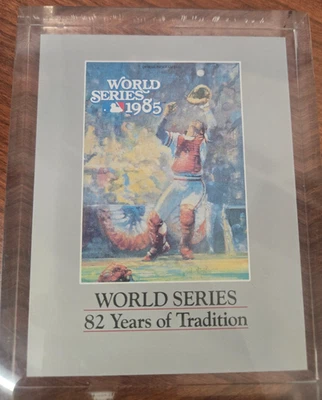 WORLD
SERIES
1985
WORLD SERIES
82 Years of Tradition